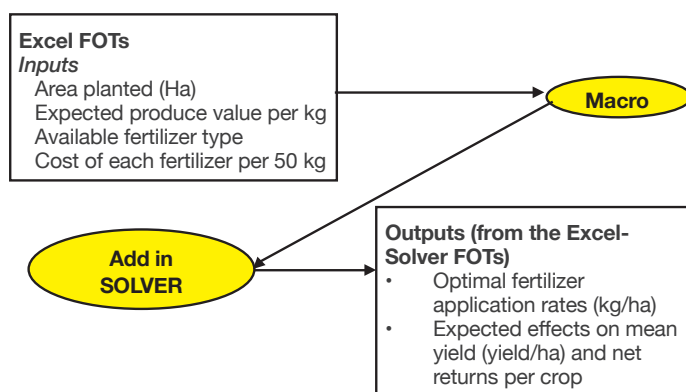 Excel FOTs
Inputs
Area planted (Ha)
Expected produce value per kg
Available fertilizer type
Cost of each fertilizer per 50 kg
Macro
Add in
SOLVER
Outputs (from the Excel-
Solver FOTs)
• Optimal fertilizer
application rates (kg/ha)
• Expected effects on mean
yield (yield/ha) and net
returns per crop